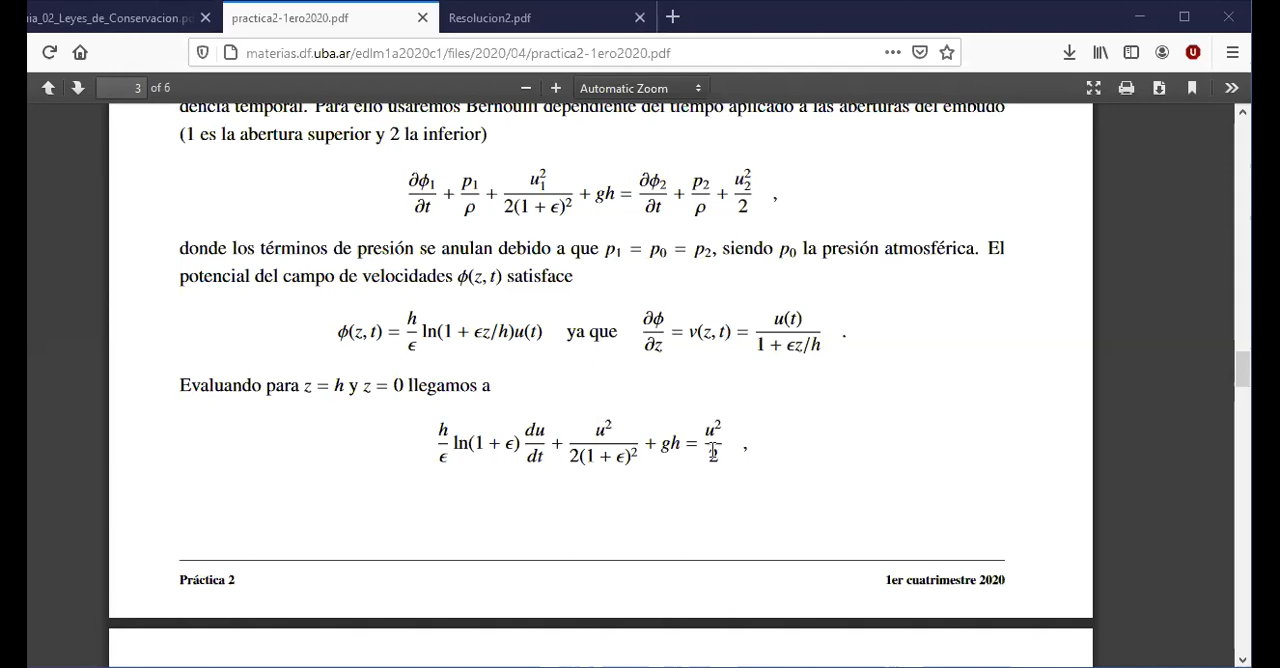 ia_02_Leyes_de_Conservacion.pd
practica2-1ero2020.pdf
Resolucion2.pdf
materias.df.uba.ar/edlm1a2020c1/files/2020/04/practica2-1ero2020.pdf
3 of 6
Automatic Zoom
dencia temporal. Para ello usaremos Bernoulli dependiente del tiempo aplicado a las aberturas del embudo
(1 es la abertura superior y 2 la inferior)
∂ϕ₁/∂t + p₁/ρ + u₁²/2(1 + ϵ)² + gh = ∂ϕ₂/∂t + p₂/ρ + u₂²/2 ,
donde los términos de presión se anulan debido a que p₁ = p₀ = p₂, siendo p₀ la presión atmosférica. El
potencial del campo de velocidades ϕ(z, t) satisface
ϕ(z, t) = h/ϵ ln(1 + ϵz/h)u(t) ya que ∂ϕ/∂z = v(z, t) = u(t)/1 + ϵz/h .
Evaluando para z = h y z = 0 llegamos a
h/ϵ ln(1 + ϵ) du/dt + u²/2(1 + ϵ)² + gh = u²/2 ,
Práctica 2
1er cuatrimestre 2020